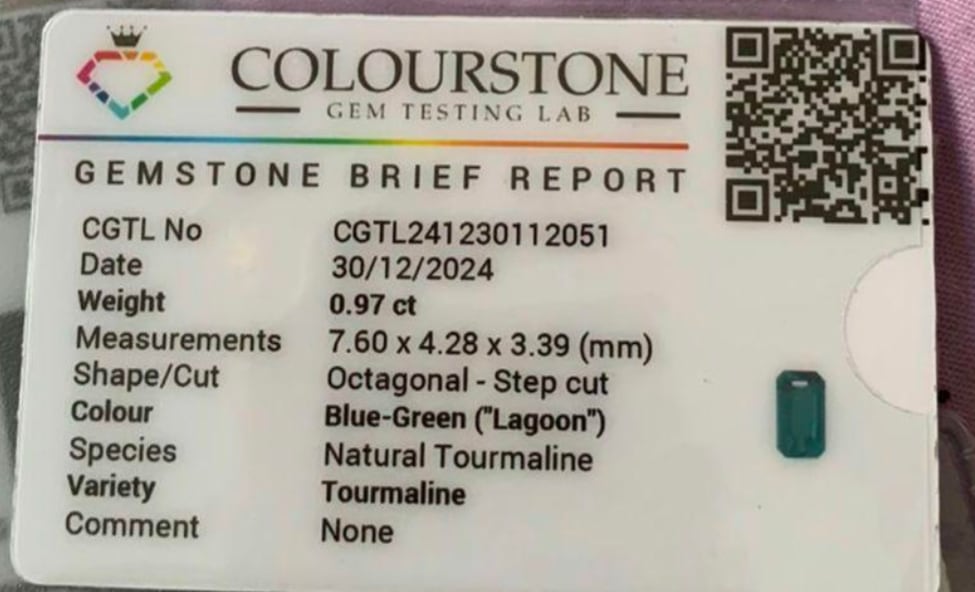 COLOURSTONE
GEM TESTING LAB
GEMSTONE BRIEF REPORT
CGTL No CGTL241230112051
Date 30/12/2024
Weight 0.97 ct
Measurements 7.60 x 4.28 x 3.39 (mm)
Shape/Cut Octagonal - Step cut
Colour Blue-Green ("Lagoon")
Species Natural Tourmaline
Variety Tourmaline
Comment None